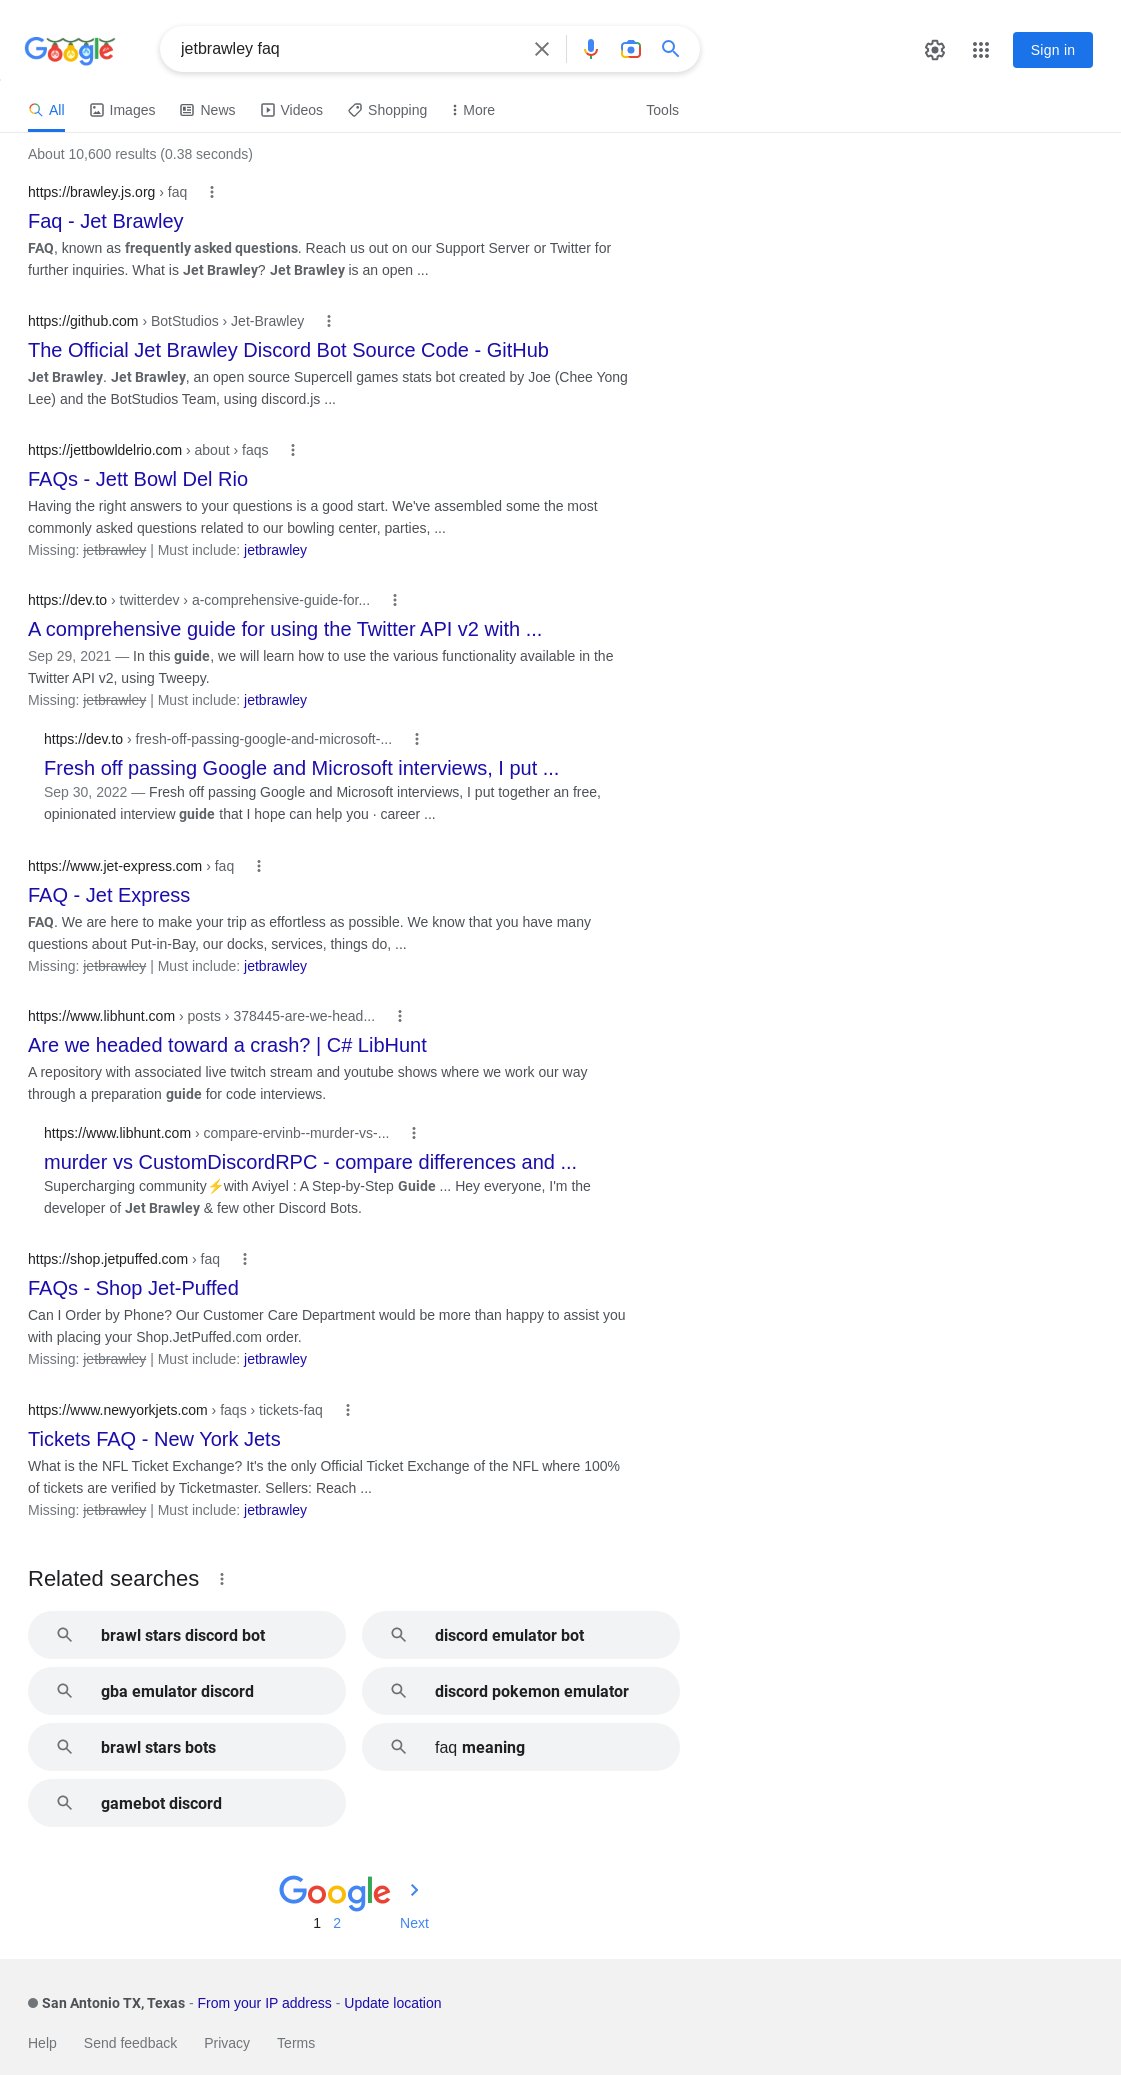 Google
jetbrawley faq
Sign in
All Images News Videos Shopping More Tools
About 10,600 results (0.38 seconds)
https://brawley.js.org › faq
Faq - Jet Brawley
FAQ, known as frequently asked questions. Reach us out on our Support Server or Twitter for
further inquiries. What is Jet Brawley? Jet Brawley is an open ...
https://github.com › BotStudios › Jet-Brawley
The Official Jet Brawley Discord Bot Source Code - GitHub
Jet Brawley. Jet Brawley, an open source Supercell games stats bot created by Joe (Chee Yong
Lee) and the BotStudios Team, using discord.js ...
https://jettbowldelrio.com › about › faqs
FAQs - Jett Bowl Del Rio
Having the right answers to your questions is a good start. We've assembled some the most
commonly asked questions related to our bowling center, parties, ...
Missing: jetbrawley | Must include: jetbrawley
https://dev.to › twitterdev › a-comprehensive-guide-for...
A comprehensive guide for using the Twitter API v2 with ...
Sep 29, 2021 — In this guide, we will learn how to use the various functionality available in the
Twitter API v2, using Tweepy.
Missing: jetbrawley | Must include: jetbrawley
https://dev.to › fresh-off-passing-google-and-microsoft-...
Fresh off passing Google and Microsoft interviews, I put ...
Sep 30, 2022 — Fresh off passing Google and Microsoft interviews, I put together an free,
opinionated interview guide that I hope can help you · career ...
https://www.jet-express.com › faq
FAQ - Jet Express
FAQ. We are here to make your trip as effortless as possible. We know that you have many
questions about Put-in-Bay, our docks, services, things do, ...
Missing: jetbrawley | Must include: jetbrawley
https://www.libhunt.com › posts › 378445-are-we-head...
Are we headed toward a crash? | C# LibHunt
A repository with associated live twitch stream and youtube shows where we work our way
through a preparation guide for code interviews.
https://www.libhunt.com › compare-ervinb--murder-vs-...
murder vs CustomDiscordRPC - compare differences and ...
Supercharging community⚡with Aviyel : A Step-by-Step Guide ... Hey everyone, I'm the
developer of Jet Brawley & few other Discord Bots.
https://shop.jetpuffed.com › faq
FAQs - Shop Jet-Puffed
Can I Order by Phone? Our Customer Care Department would be more than happy to assist you
with placing your Shop.JetPuffed.com order.
Missing: jetbrawley | Must include: jetbrawley
https://www.newyorkjets.com › faqs › tickets-faq
Tickets FAQ - New York Jets
What is the NFL Ticket Exchange? It's the only Official Ticket Exchange of the NFL where 100%
of tickets are verified by Ticketmaster. Sellers: Reach ...
Missing: jetbrawley | Must include: jetbrawley
Related searches
brawl stars discord bot
discord emulator bot
gba emulator discord
discord pokemon emulator
brawl stars bots
faq meaning
gamebot discord
Google
1 2 Next
San Antonio TX, Texas - From your IP address - Update location
Help Send feedback Privacy Terms